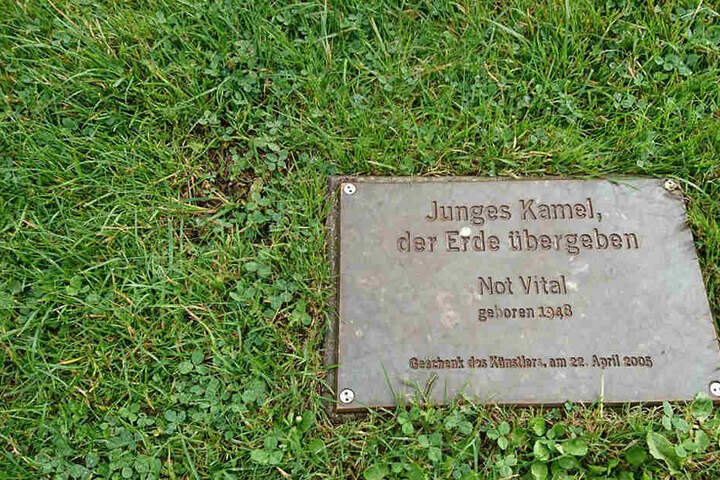 Junges Kamel,
der Erde übergeben
Not Vital
geboren 1948
Geschenk des Künstlers, am 22. April 2005